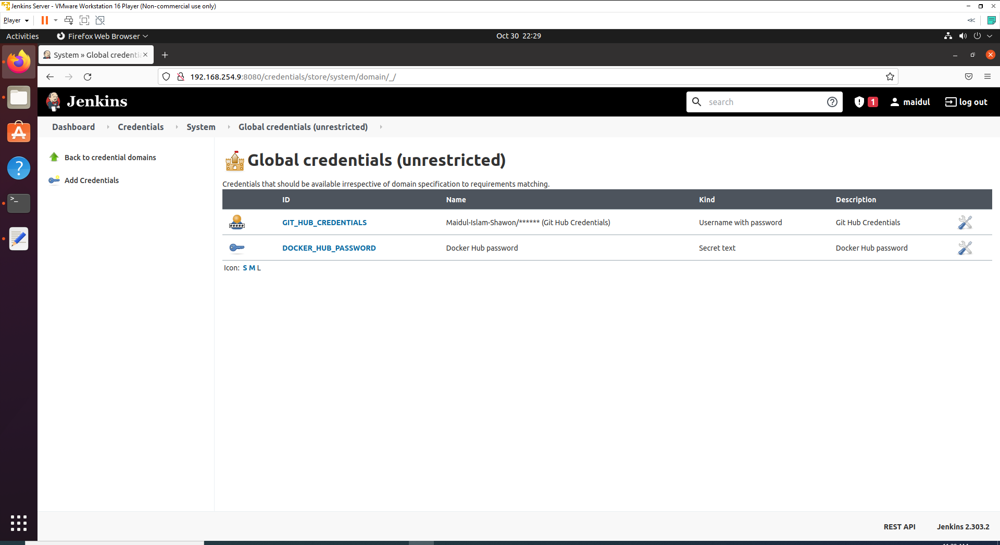 Jenkins Server - VMware Workstation 16 Player (Non-commercial use only)
Player
Activities
Firefox Web Browser
Oct 30 22:29
System » Global credentia
192.168.254.9:8080/credentials/store/system/domain/_/
Jenkins
search
1
maidul
log out
Dashboard
Credentials
System
Global credentials (unrestricted)
Back to credential domains
Add Credentials
Global credentials (unrestricted)
Credentials that should be available irrespective of domain specification to requirements matching.
ID Name Kind Description
GIT_HUB_CREDENTIALS Maidul-Islam-Shawon/****** (Git Hub Credentials) Username with password Git Hub Credentials
DOCKER_HUB_PASSWORD Docker Hub password Secret text Docker Hub password
Icon: S M L
REST API
Jenkins 2.303.2